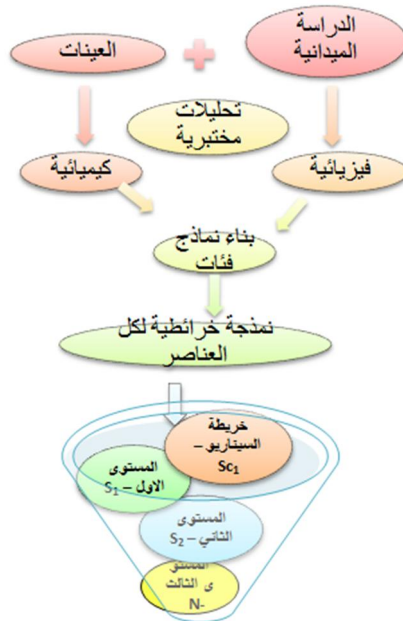 الدراسة
الميدانية
العينات
تحليلات
مختبرية
فيزيائية
كيميائية
بناء نماذج
فئات
نمذجة خرائطية لكل
العناصر
خريطة
السيناريو –
Sc1
المستوى
الاول – S1
المستوى
الثاني – S2
المستو
ى الثالث
N-